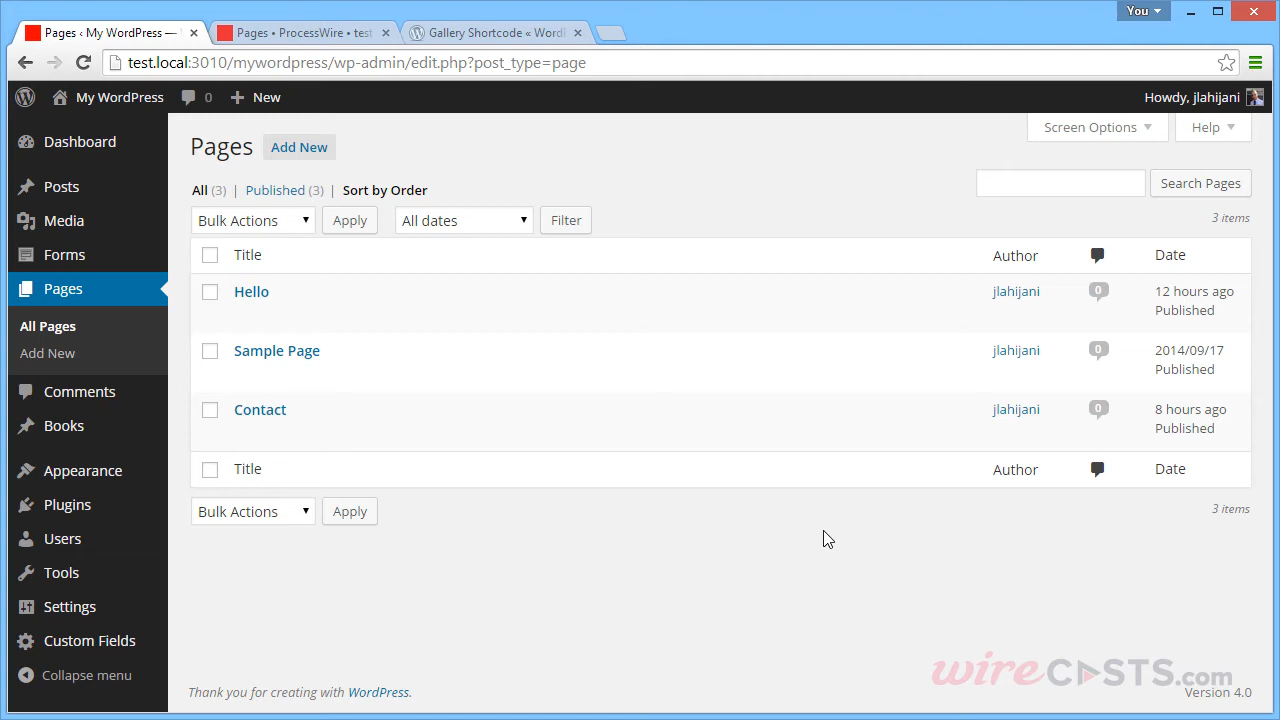 You
Pages ‹ My WordPress —
Pages • ProcessWire • test
Gallery Shortcode « WordP
test.local:3010/mywordpress/wp-admin/edit.php?post_type=page
My WordPress
0
New
Howdy, jlahijani
Dashboard
Posts
Media
Forms
Pages
All Pages
Add New
Comments
Books
Appearance
Plugins
Users
Tools
Settings
Custom Fields
Collapse menu
Screen Options
Help
Pages
Add New
All (3) | Published (3) | Sort by Order
Search Pages
Bulk Actions
Apply
All dates
Filter
3 items
Title
Author
Date
Hello
jlahijani
0
12 hours ago
Published
Sample Page
jlahijani
0
2014/09/17
Published
Contact
jlahijani
0
8 hours ago
Published
Title
Author
Date
Bulk Actions
Apply
3 items
wireCASTS.com
Thank you for creating with WordPress.
Version 4.0